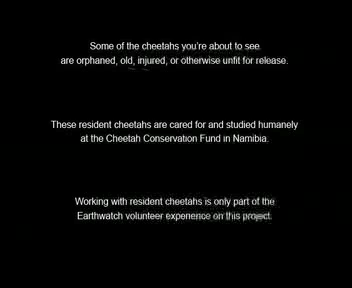 Some of the cheetahs you're about to see
are orphaned, old, injured, or otherwise unfit for release.
These resident cheetahs are cared for and studied humanely
at the Cheetah Conservation Fund in Namibia.
Working with resident cheetahs is only part of the
Earthwatch volunteer experience on this project.